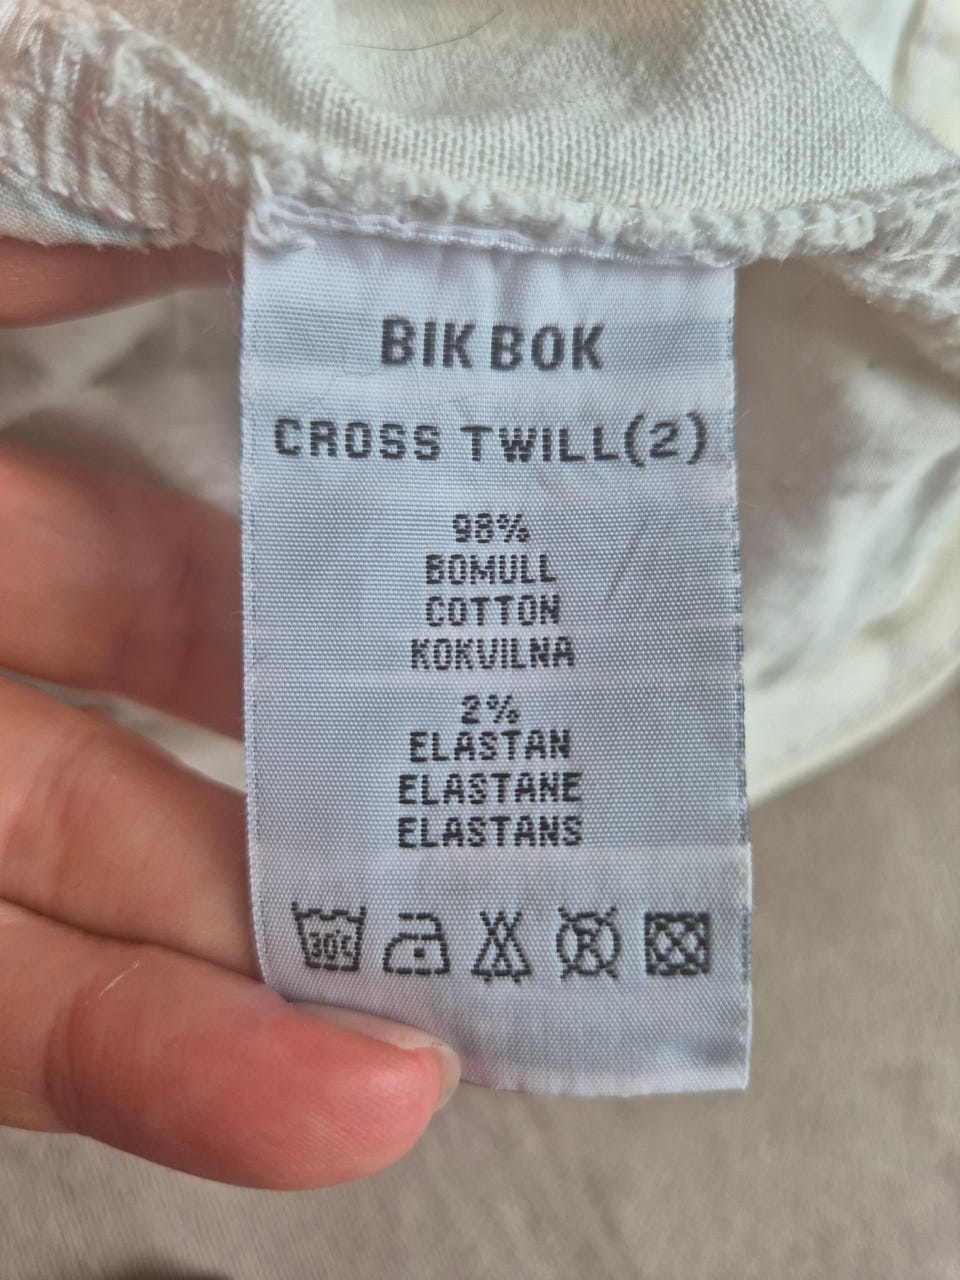 BIK BOK
CROSS TWILL(2)
98%
BOMULL
COTTON
KOKVILNA
2%
ELASTAN
ELASTANE
ELASTANS
30°C P